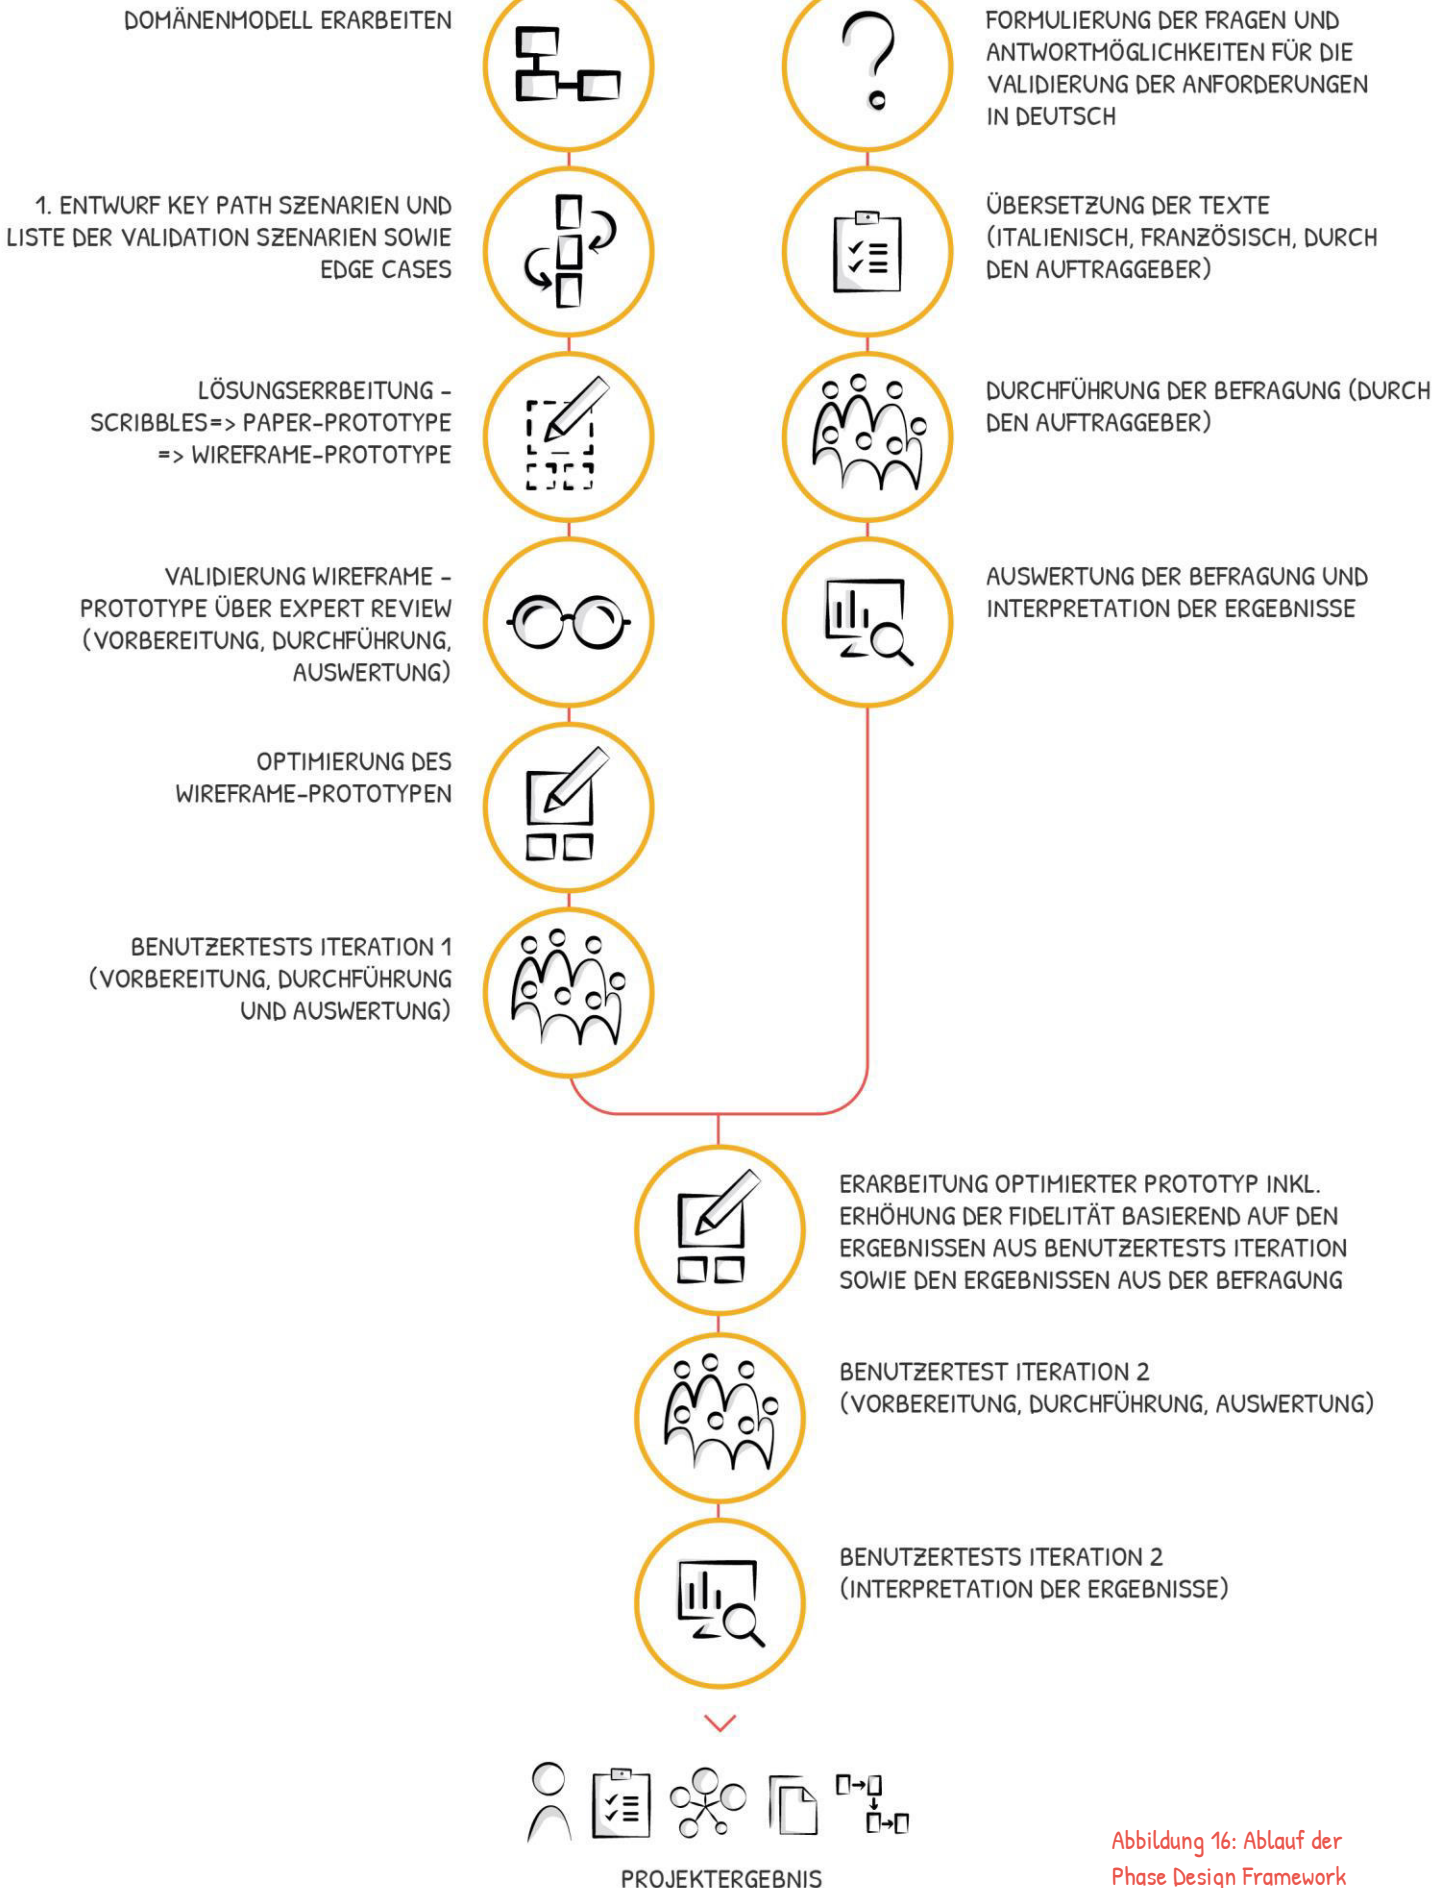 DOMÄNENMODELL ERARBEITEN
1. ENTWURF KEY PATH SZENARIEN UND
LISTE DER VALIDATION SZENARIEN SOWIE
EDGE CASES
LÖSUNGSERRBEITUNG -
SCRIBBLES=> PAPER-PROTOTYPE
=> WIREFRAME-PROTOTYPE
VALIDIERUNG WIREFRAME -
PROTOTYPE ÜBER EXPERT REVIEW
(VORBEREITUNG, DURCHFÜHRUNG,
AUSWERTUNG)
OPTIMIERUNG DES
WIREFRAME-PROTOTYPEN
BENUTZERTESTS ITERATION 1
(VORBEREITUNG, DURCHFÜHRUNG
UND AUSWERTUNG)
FORMULIERUNG DER FRAGEN UND
ANTWORTMÖGLICHKEITEN FÜR DIE
VALIDIERUNG DER ANFORDERUNGEN
IN DEUTSCH
ÜBERSETZUNG DER TEXTE
(ITALIENISCH, FRANZÖSISCH, DURCH
DEN AUFTRAGGEBER)
DURCHFÜHRUNG DER BEFRAGUNG (DURCH
DEN AUFTRAGGEBER)
AUSWERTUNG DER BEFRAGUNG UND
INTERPRETATION DER ERGEBNISSE
ERARBEITUNG OPTIMIERTER PROTOTYP INKL.
ERHÖHUNG DER FIDELITÄT BASIEREND AUF DEN
ERGEBNISSEN AUS BENUTZERTESTS ITERATION
SOWIE DEN ERGEBNISSEN AUS DER BEFRAGUNG
BENUTZERTEST ITERATION 2
(VORBEREITUNG, DURCHFÜHRUNG, AUSWERTUNG)
BENUTZERTESTS ITERATION 2
(INTERPRETATION DER ERGEBNISSE)
PROJEKTERGEBNIS
Abbildung 16: Ablauf der
Phase Design Framework